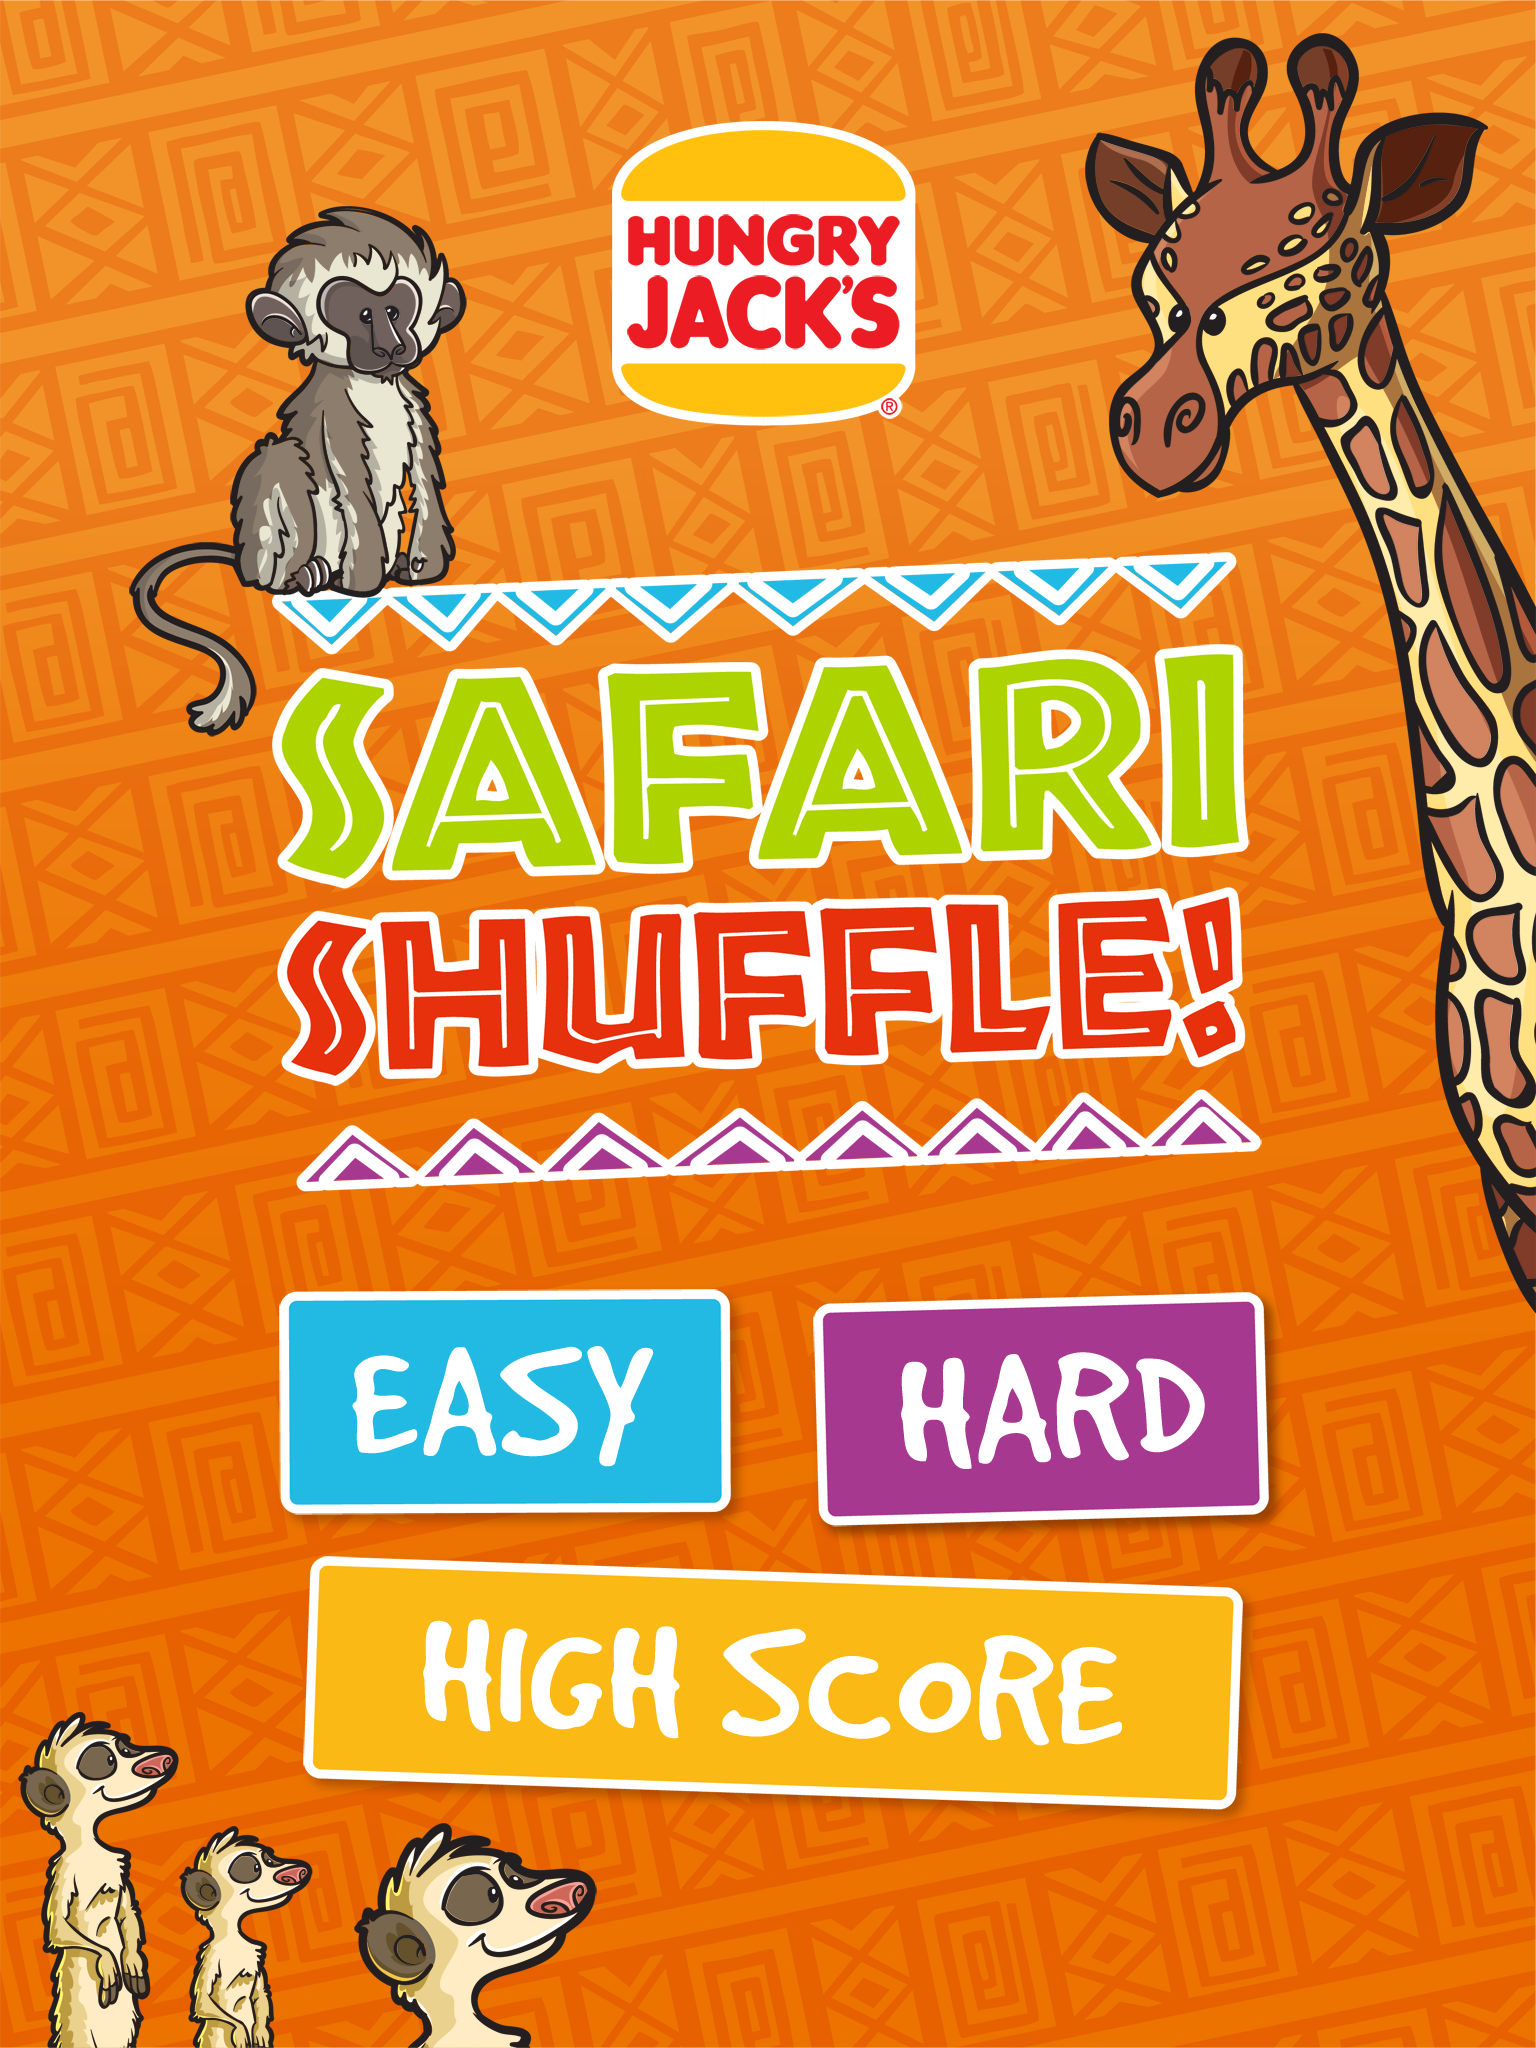 HUNGRY
JACK'S
®
SAFARI
SHUFFLE!
EASY
HARD
HIGH SCORE